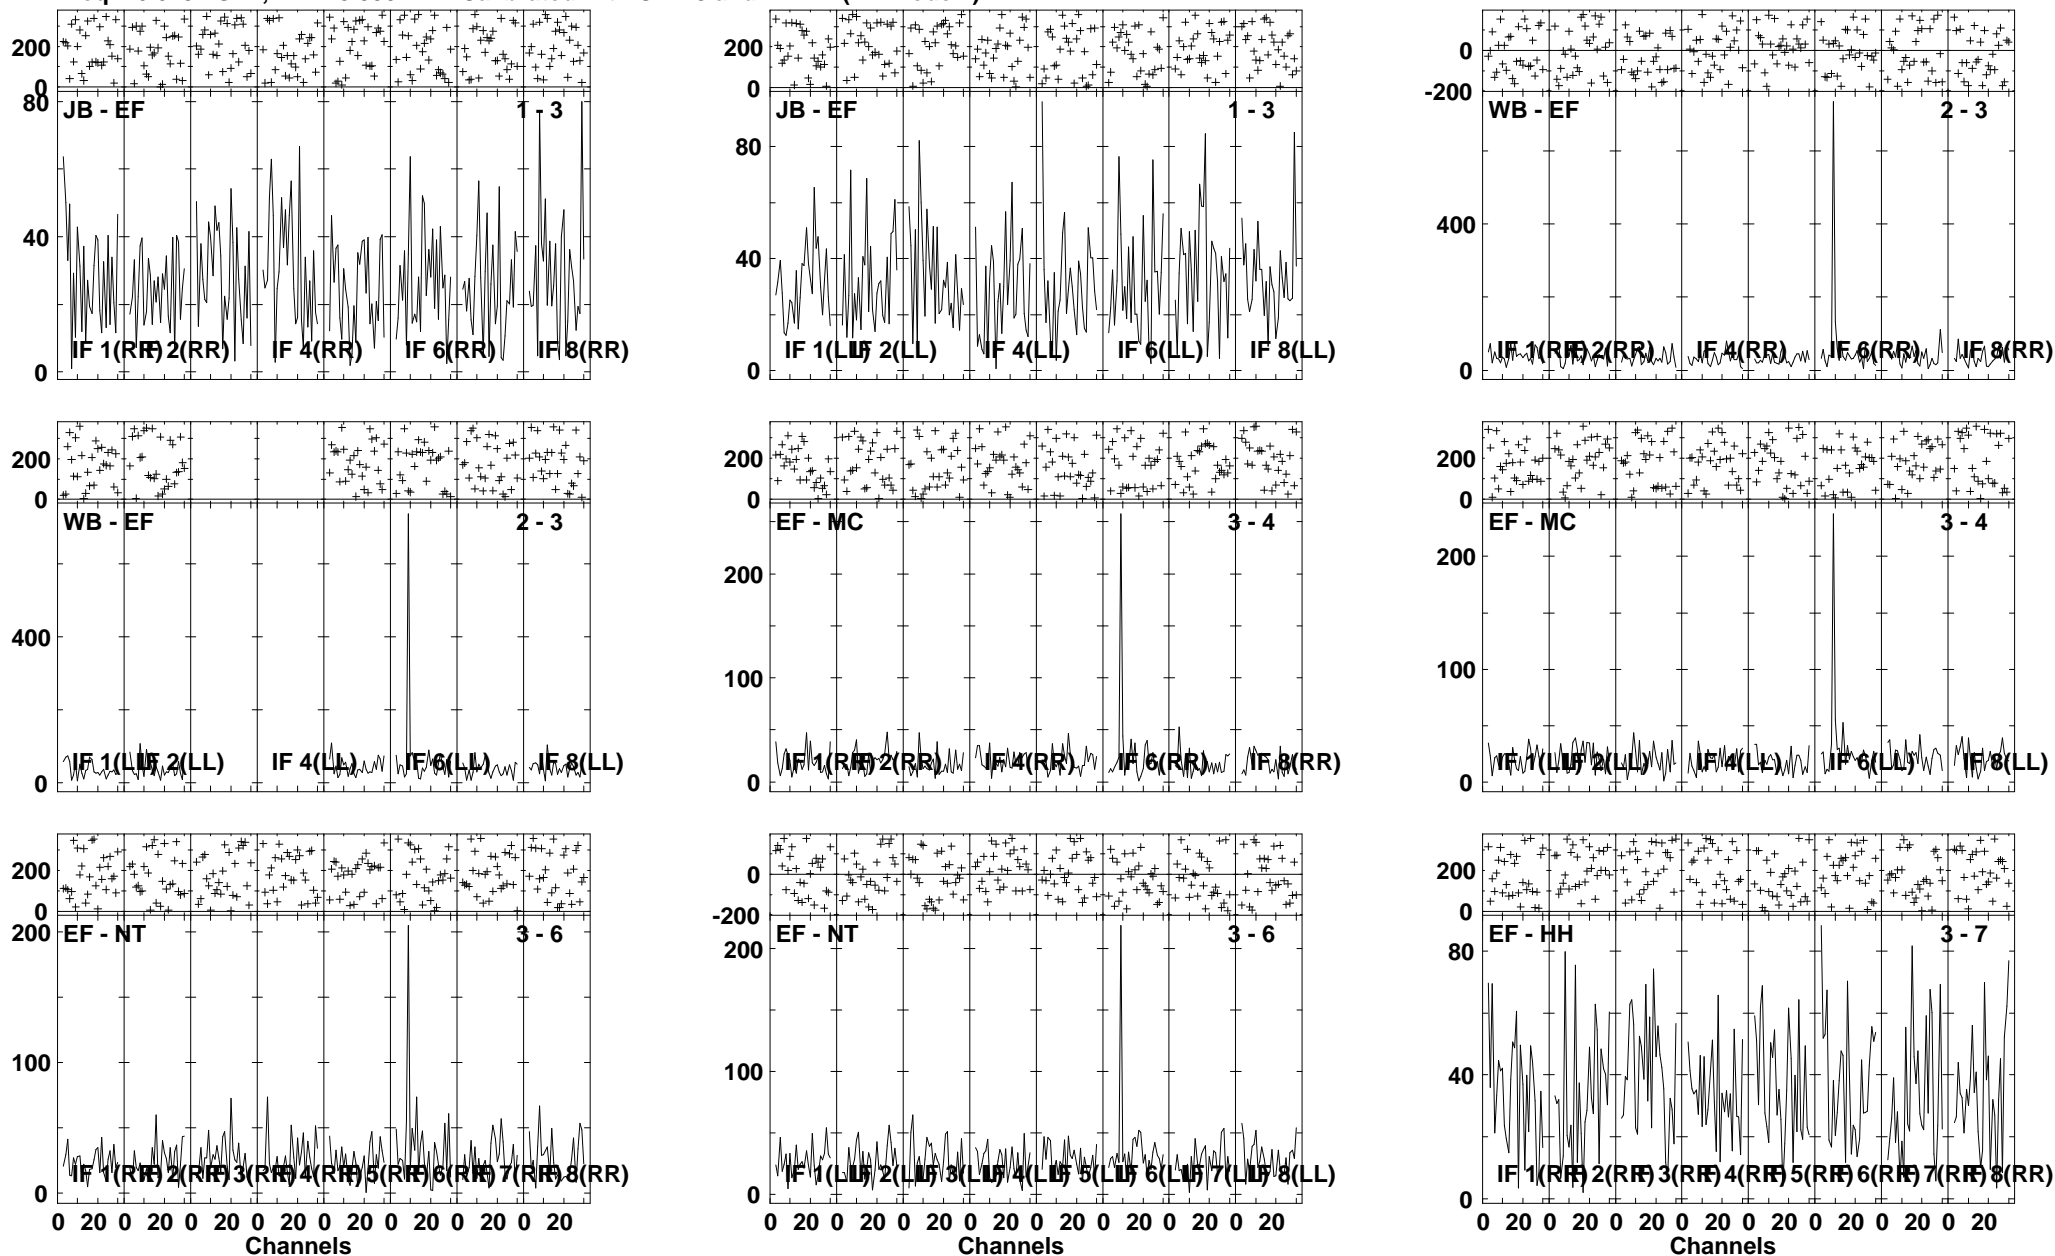 200
0
80
JB - EF 1 - 3
40
IF 1(RR) IF 2(RR) IF 4(RR) IF 6(RR) IF 8(RR)
0
200
0
JB - EF 1 - 3
80
40
IF 1(LL) IF 2(LL) IF 4(LL) IF 6(LL) IF 8(LL)
0
0
-200
WB - EF 2 - 3
400
IF 1(RR) IF 2(RR) IF 4(RR) IF 6(RR) IF 8(RR)
0
200
0
WB - EF 2 - 3
400
IF 1(LL) IF 2(LL) IF 4(LL) IF 6(LL) IF 8(LL)
0
200
0
EF - MC 3 - 4
200
100
IF 1(RR) IF 2(RR) IF 4(RR) IF 6(RR) IF 8(RR)
0
200
0
EF - MC 3 - 4
200
100
IF 1(LL) IF 2(LL) IF 4(LL) IF 6(LL) IF 8(LL)
0
200
0
200
EF - NT 3 - 6
100
IF 1(RR) IF 2(RR) IF 3(RR) IF 4(RR) IF 5(RR) IF 6(RR) IF 7(RR) IF 8(RR)
0
0 20 0 20 0 20 0 20 0 20 0 20 0 20 0 20
Channels
0
-200
EF - NT 3 - 6
200
100
IF 1(LL) IF 2(LL) IF 3(LL) IF 4(LL) IF 5(LL) IF 6(LL) IF 7(LL) IF 8(LL)
0
0 20 0 20 0 20 0 20 0 20 0 20 0 20 0 20
Channels
200
0
EF - HH 3 - 7
80
40
IF 1(RR) IF 2(RR) IF 3(RR) IF 4(RR) IF 5(RR) IF 6(RR) IF 7(RR) IF 8(RR)
0
0 20 0 20 0 20 0 20 0 20 0 20 0 20 0 20
Channels